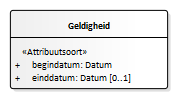 Geldigheid
«Attribuutsoort»
+ begindatum: Datum
+ einddatum: Datum [0..1]